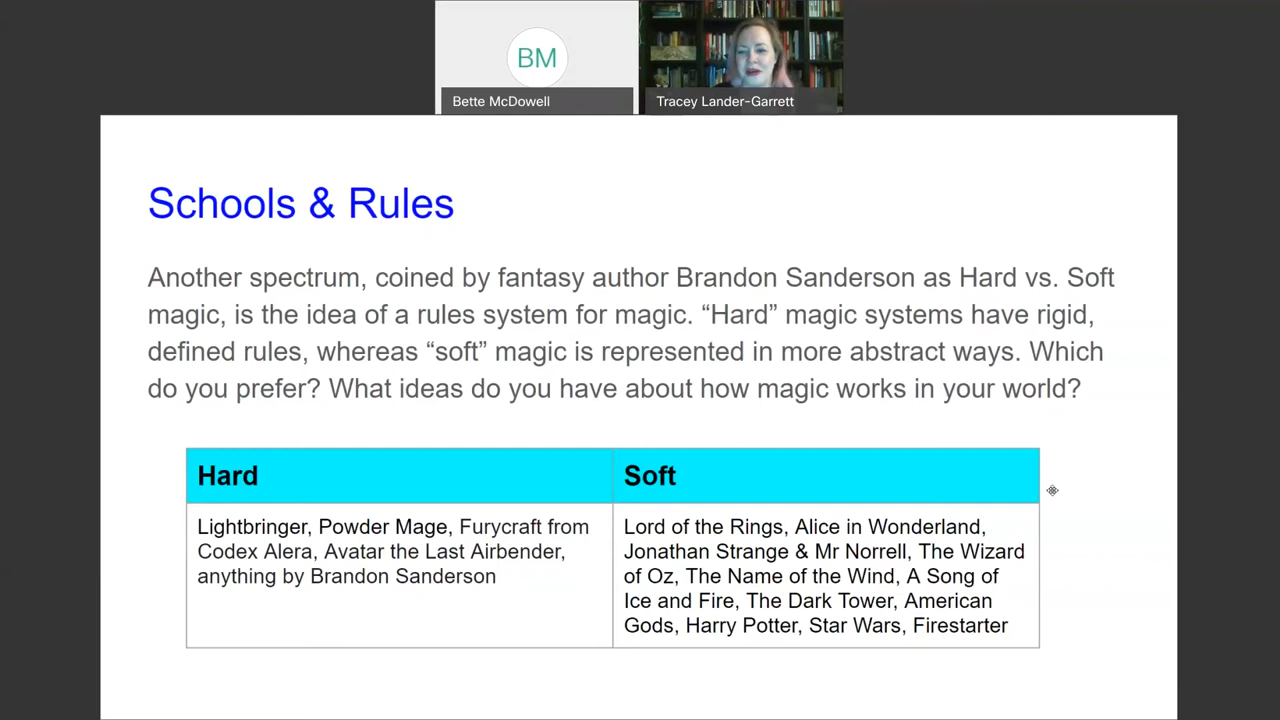 BM
Bette McDowell
Tracey Lander-Garrett
Schools & Rules
Another spectrum, coined by fantasy author Brandon Sanderson as Hard vs. Soft
magic, is the idea of a rules system for magic. “Hard” magic systems have rigid,
defined rules, whereas “soft” magic is represented in more abstract ways. Which
do you prefer? What ideas do you have about how magic works in your world?
Hard
Lightbringer, Powder Mage, Furycraft from
Codex Alera, Avatar the Last Airbender,
anything by Brandon Sanderson
Soft
Lord of the Rings, Alice in Wonderland,
Jonathan Strange & Mr Norrell, The Wizard
of Oz, The Name of the Wind, A Song of
Ice and Fire, The Dark Tower, American
Gods, Harry Potter, Star Wars, Firestarter